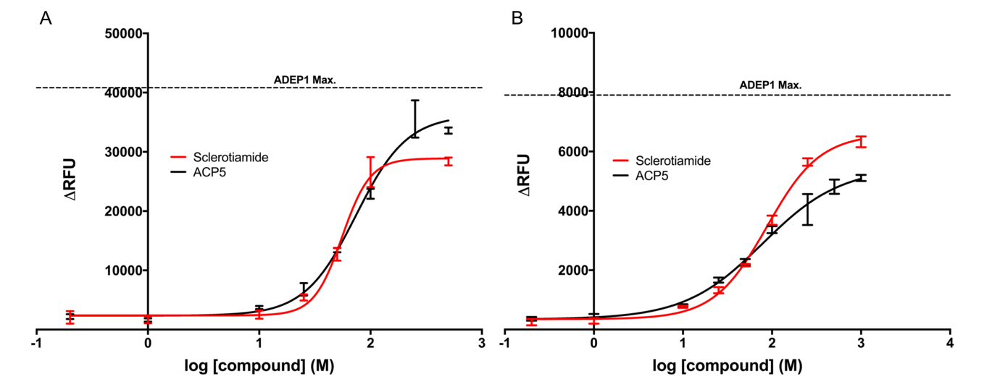 A
50000
40000
30000
20000
10000
ΔRFU
ADEP1 Max.
Sclerotiamide
ACP5
-1 0 1 2 3
log [compound] (M)
B
10000
8000
6000
4000
2000
ΔRFU
ADEP1 Max.
Sclerotiamide
ACP5
-1 0 1 2 3 4
log [compound] (M)